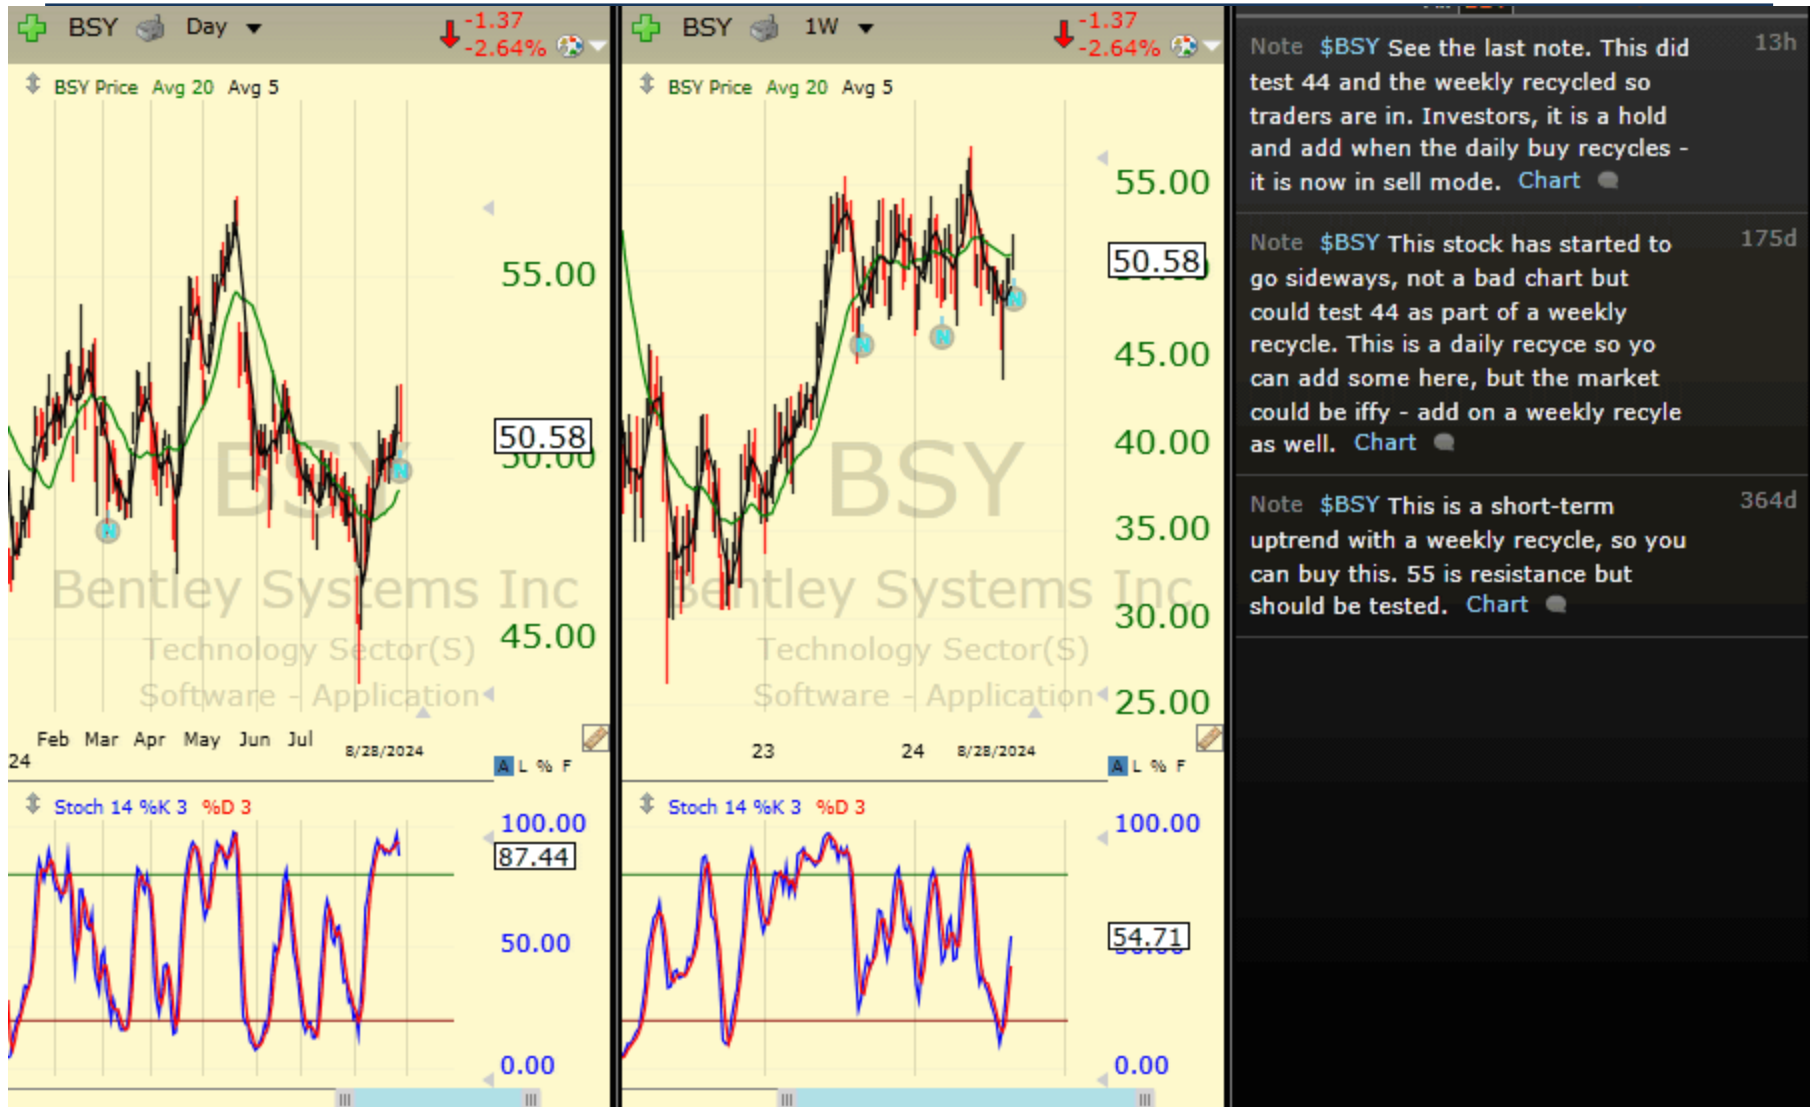 BSY Day
-1.37
-2.64%
BSY Price Avg 20 Avg 5
55.00
50.58
50.00
45.00
BSY
Bentley Systems Inc
Technology Sector(S)
Software - Application
Feb Mar Apr May Jun Jul 8/28/2024
24
A L % F
Stoch 14 %K 3 %D 3
100.00
87.44
50.00
0.00
BSY 1W
-1.37
-2.64%
BSY Price Avg 20 Avg 5
55.00
50.58
45.00
40.00
35.00
30.00
25.00
BSY
Bentley Systems Inc
Technology Sector(S)
Software - Application
23 24 8/28/2024
A L % F
Stoch 14 %K 3 %D 3
100.00
54.71
0.00
Note $BSY See the last note. This did 13h
test 44 and the weekly recycled so
traders are in. Investors, it is a hold
and add when the daily buy recycles -
it is now in sell mode. Chart
Note $BSY This stock has started to 175d
go sideways, not a bad chart but
could test 44 as part of a weekly
recycle. This is a daily recyce so yo
can add some here, but the market
could be iffy - add on a weekly recyle
as well. Chart
Note $BSY This is a short-term 364d
uptrend with a weekly recycle, so you
can buy this. 55 is resistance but
should be tested. Chart